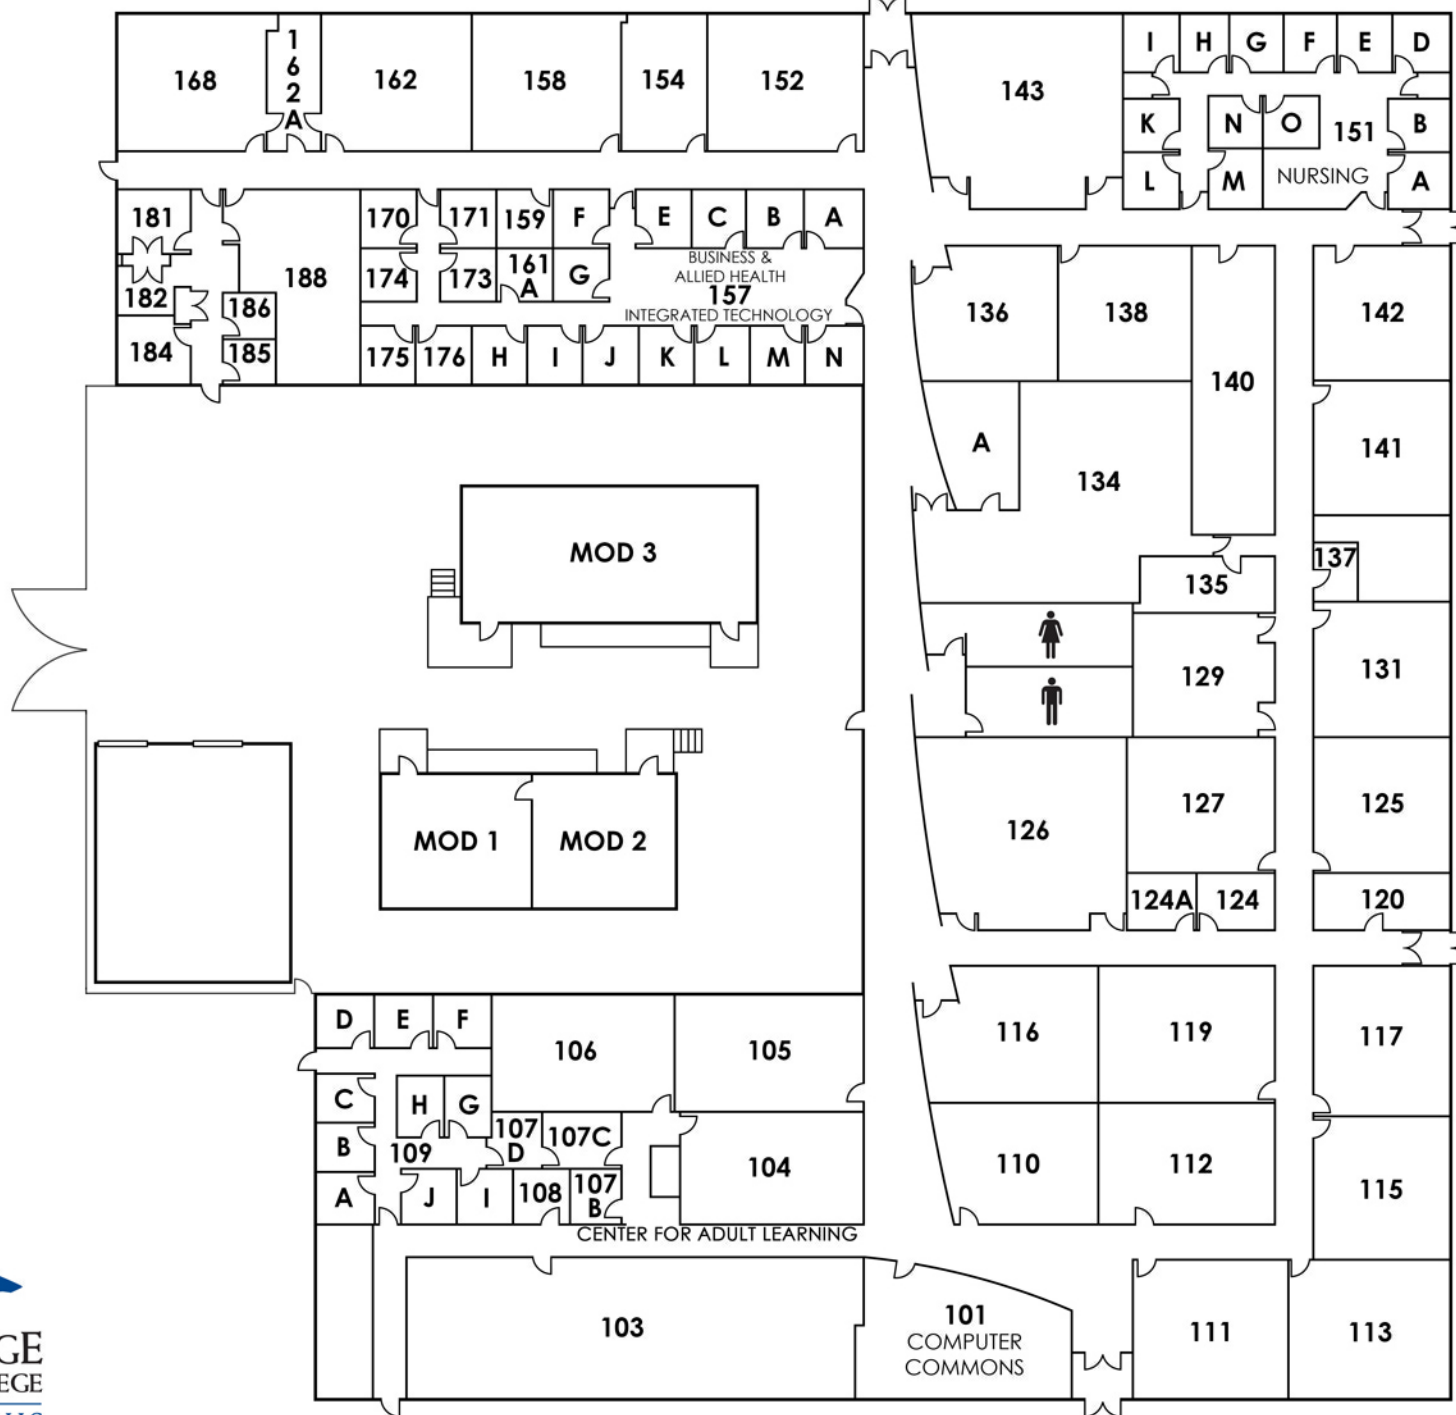 168
1
6
2
A
162
158
154
152
143
I H G F E D
K N O 151 B
L M NURSING A
181 170 171 159 F E C B A
182 188 174 173 161
A G
BUSINESS &
ALLIED HEALTH
157
INTEGRATED TECHNOLOGY
186
184 185 175 176 H I J K L M N
136 138 140 142
A 134 141
MOD 3
137
135
129 131
MOD 1 MOD 2
126 127 125
124A 124 120
D E F 106 105 116 119 117
C H G
B 109 107
D 107C 104 110 112 115
A J I 108 107
B
CENTER FOR ADULT LEARNING
103
101
COMPUTER
COMMONS
111 113
GE
EGE